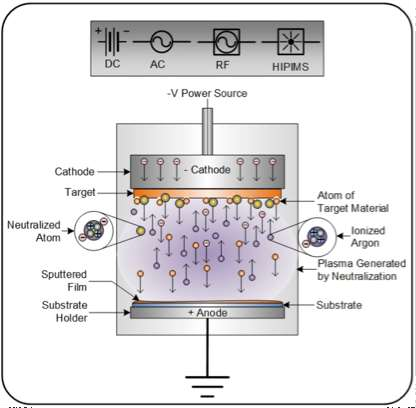 + -
DC AC RF HIPIMS
-V Power Source
Cathode
- Cathode
Target
Atom of
Target Material
Neutralized
Atom
Ionized
Argon
Plasma Generated
by Neutralization
Sputtered
Film
Substrate
Holder
+ Anode
Substrate